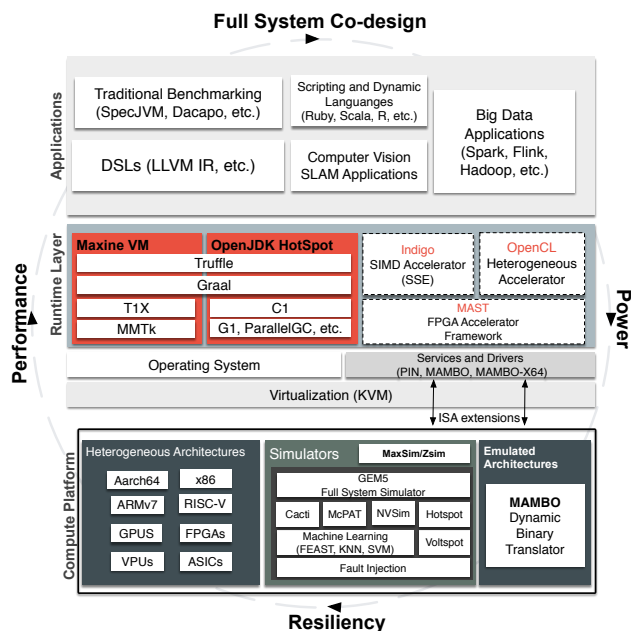 Full System Co-design
Performance
Power
Resiliency
Applications
Traditional Benchmarking
(SpecJVM, Dacapo, etc.)
Scripting and Dynamic
Languanges
(Ruby, Scala, R, etc.)
Big Data
Applications
(Spark, Flink,
Hadoop, etc.)
DSLs (LLVM IR, etc.)
Computer Vision
SLAM Applications
Runtime Layer
Maxine VM
OpenJDK HotSpot
Truffle
Graal
T1X
C1
MMTk
G1, ParallelGC, etc.
Indigo
SIMD Accelerator
(SSE)
OpenCL
Heterogeneous
Accelerator
MAST
FPGA Accelerator
Framework
Operating System
Services and Drivers
(PIN, MAMBO, MAMBO-X64)
Virtualization (KVM)
ISA extensions
Compute Platform
Heterogeneous Architectures
Aarch64
x86
ARMv7
RISC-V
GPUS
FPGAs
VPUs
ASICs
Simulators
MaxSim/Zsim
GEM5
Full System Simulator
Cacti
McPAT
NVSim
Hotspot
Machine Learning
(FEAST, KNN, SVM)
Voltspot
Fault Injection
Emulated
Architectures
MAMBO
Dynamic
Binary
Translator